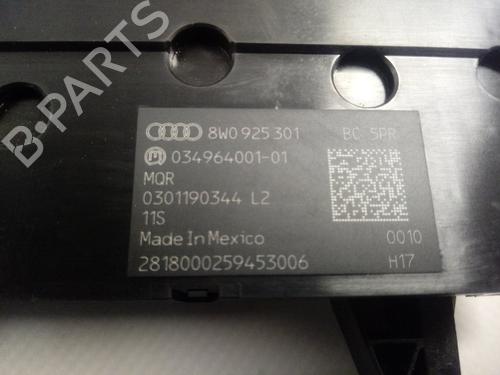 B-PARTS
8W0 925 301 BC 5PR
034964001-01
MQR
0301190344 L2
11S
Made In Mexico 0010
2818000259453006 H17